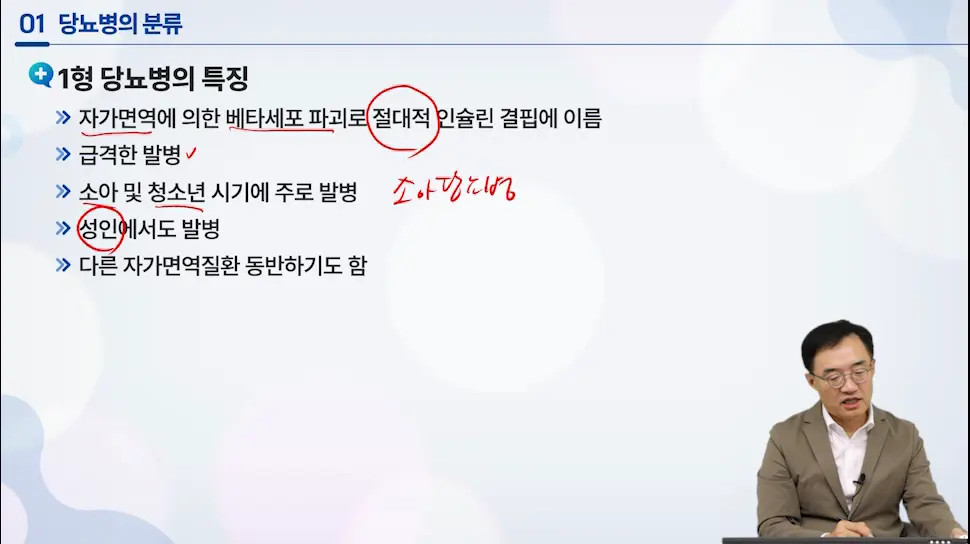 01 당뇨병의 분류
1형 당뇨병의 특징
자가면역에 의한 베타세포 파괴로 절대적 인슐린 결핍에 이름
급격한 발병
소아 및 청소년 시기에 주로 발병 소아당뇨병
성인에서도 발병
다른 자가면역질환 동반하기도 함